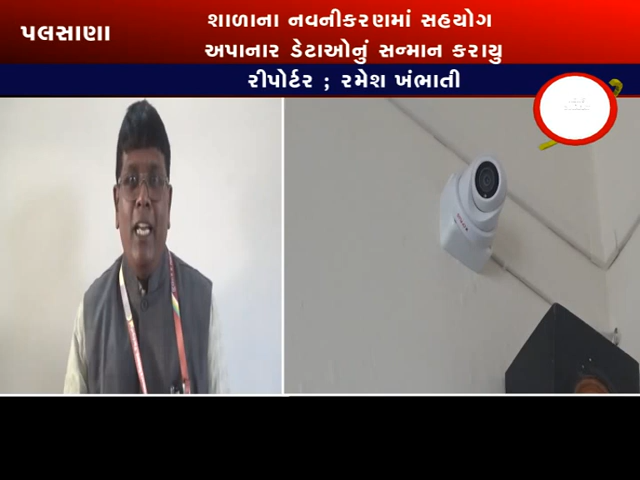 પલસાણા
શાળાના નવનીકરણમાં સહયોગ
અપાનાર ડેટાઓનું સન્માન કરાયુ
રીપોર્ટર ; રમેશ ખંભાતી